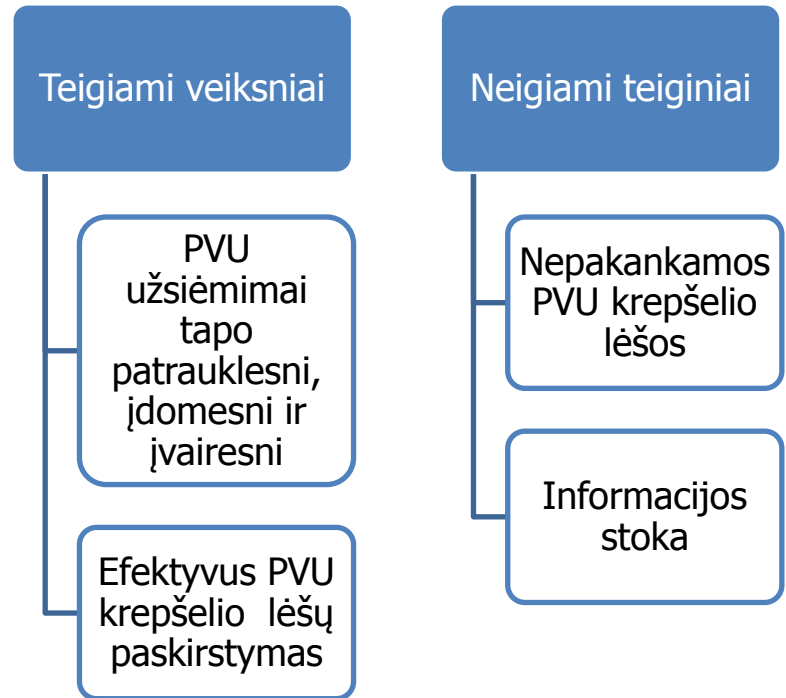 Teigiami veiksniai
PVU
užsiėmimai
tapo
patrauklesni,
įdomesni ir
įvairesni
Efektyvus PVU
krepšelio lėšų
paskirstymas
Neigiami teiginiai
Nepakankamos
PVU krepšelio
lėšos
Informacijos
stoka